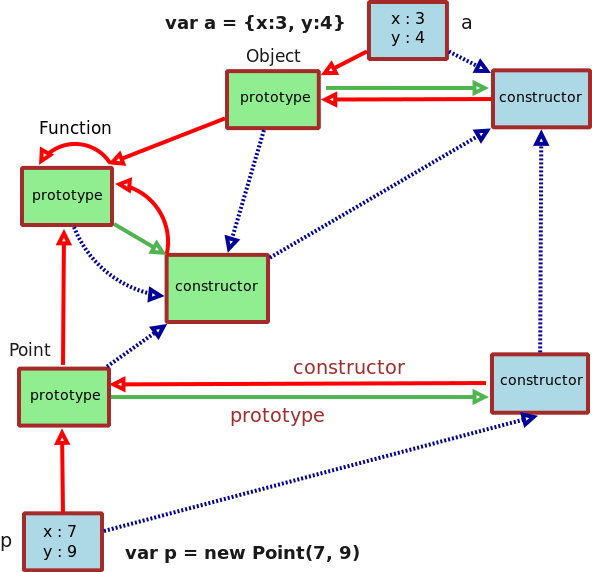 var a = {x:3, y:4}
x : 3
y : 4
a
Object
prototype
constructor
Function
prototype
constructor
Point
prototype
constructor
prototype
constructor
p
x : 7
y : 9
var p = new Point(7, 9)